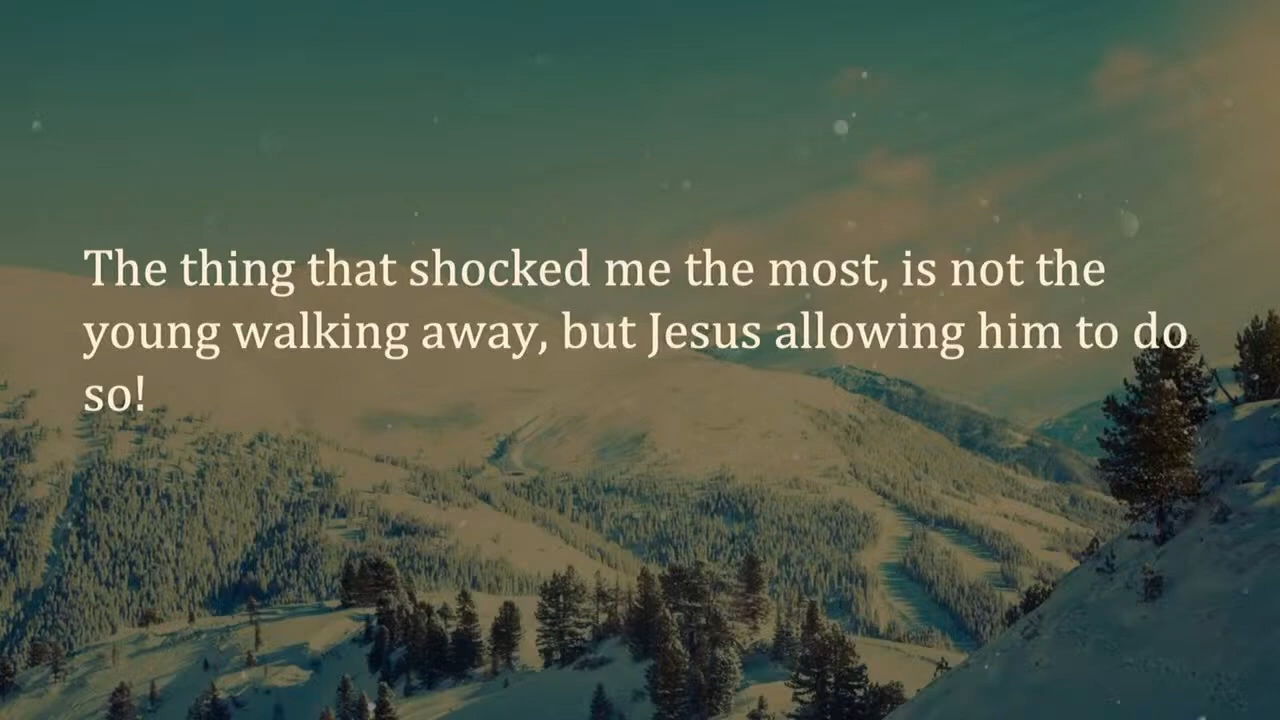 The thing that shocked me the most, is not the
young walking away, but Jesus allowing him to do
so!